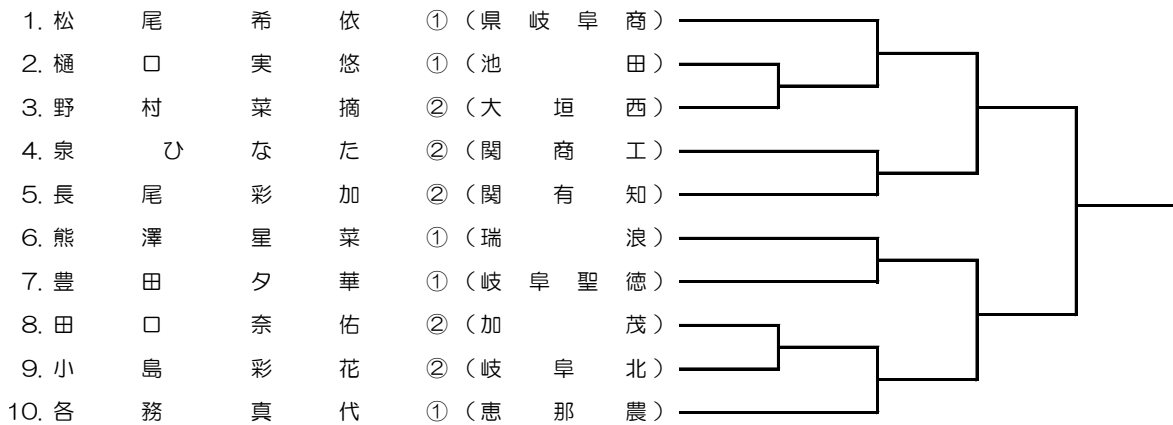 1. 松尾希依 ① (県岐阜商)
2. 樋口実悠 ① (池田)
3. 野村菜摘 ② (大垣西)
4. 泉ひなた ② (関商工)
5. 長尾彩加 ② (関有知)
6. 熊澤星菜 ① (瑞浪)
7. 豊田夕華 ① (岐阜聖徳)
8. 田口奈佑 ② (加茂)
9. 小島彩花 ② (岐阜北)
10. 各務真代 ① (恵那農)